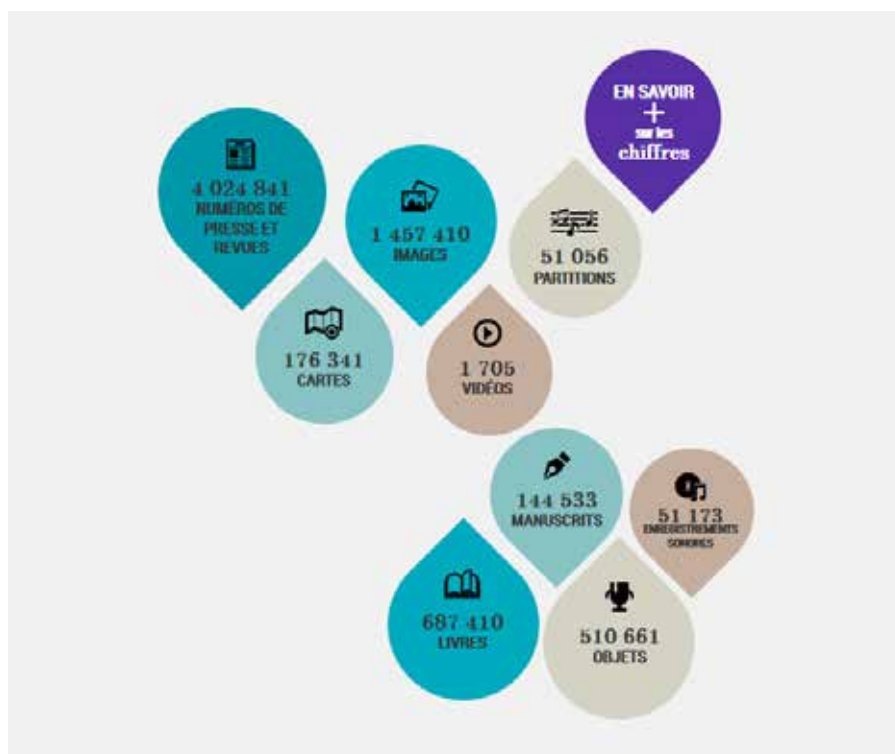 EN SAVOIR
+
sur les
chiffres
4 024 841
NUMÉROS DE
PRESSE ET
REVUES
1 457 410
IMAGES
51 056
PARTITIONS
176 341
CARTES
1 705
VIDÉOS
144 533
MANUSCRITS
51 173
ENREGISTREMENTS
SONORES
687 410
LIVRES
510 661
OBJETS